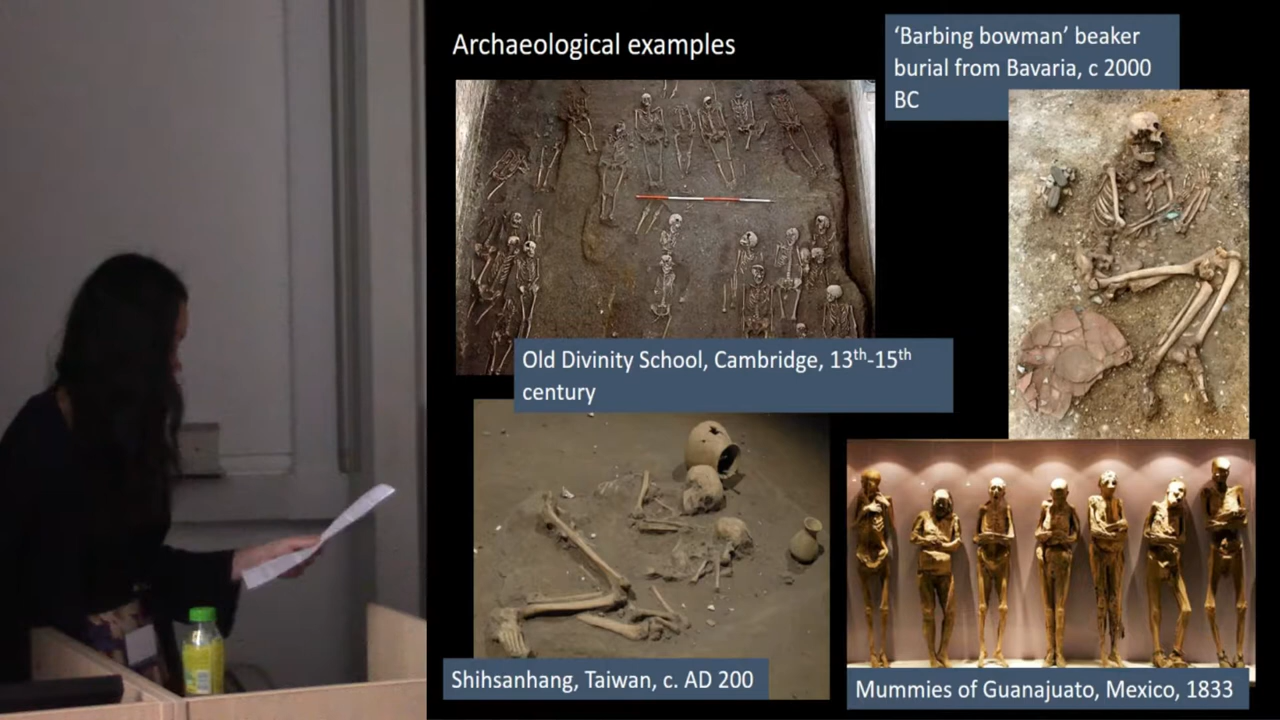 Archaeological examples
‘Barbing bowman’ beaker
burial from Bavaria, c 2000
BC
Old Divinity School, Cambridge, 13th-15th
century
Shihsanhang, Taiwan, c. AD 200
Mummies of Guanajuato, Mexico, 1833